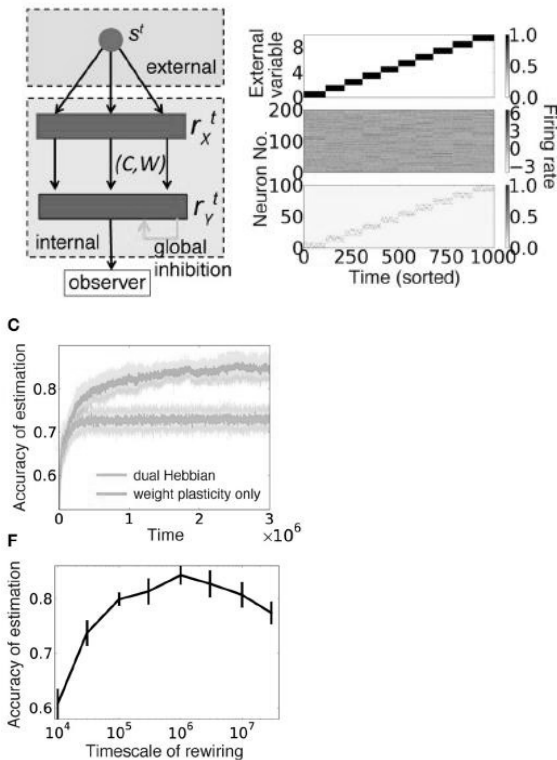 s^t
external
r_X^t
(C,W)
r_Y^t
internal
global
inhibition
observer
External
variable
8
4
0
1.0
0.5
0.0
Neuron No.
200
100
0
6
3
0
−3
Firing rate
100
50
0
1.0
0.5
0.0
0 250 500 750 1000
Time (sorted)
C
Accuracy of estimation
0.8
0.7
0.6
dual Hebbian
weight plasticity only
0 1 2 3
Time
×10^6
F
Accuracy of estimation
0.8
0.7
0.6
10^4 10^5 10^6 10^7
Timescale of rewiring